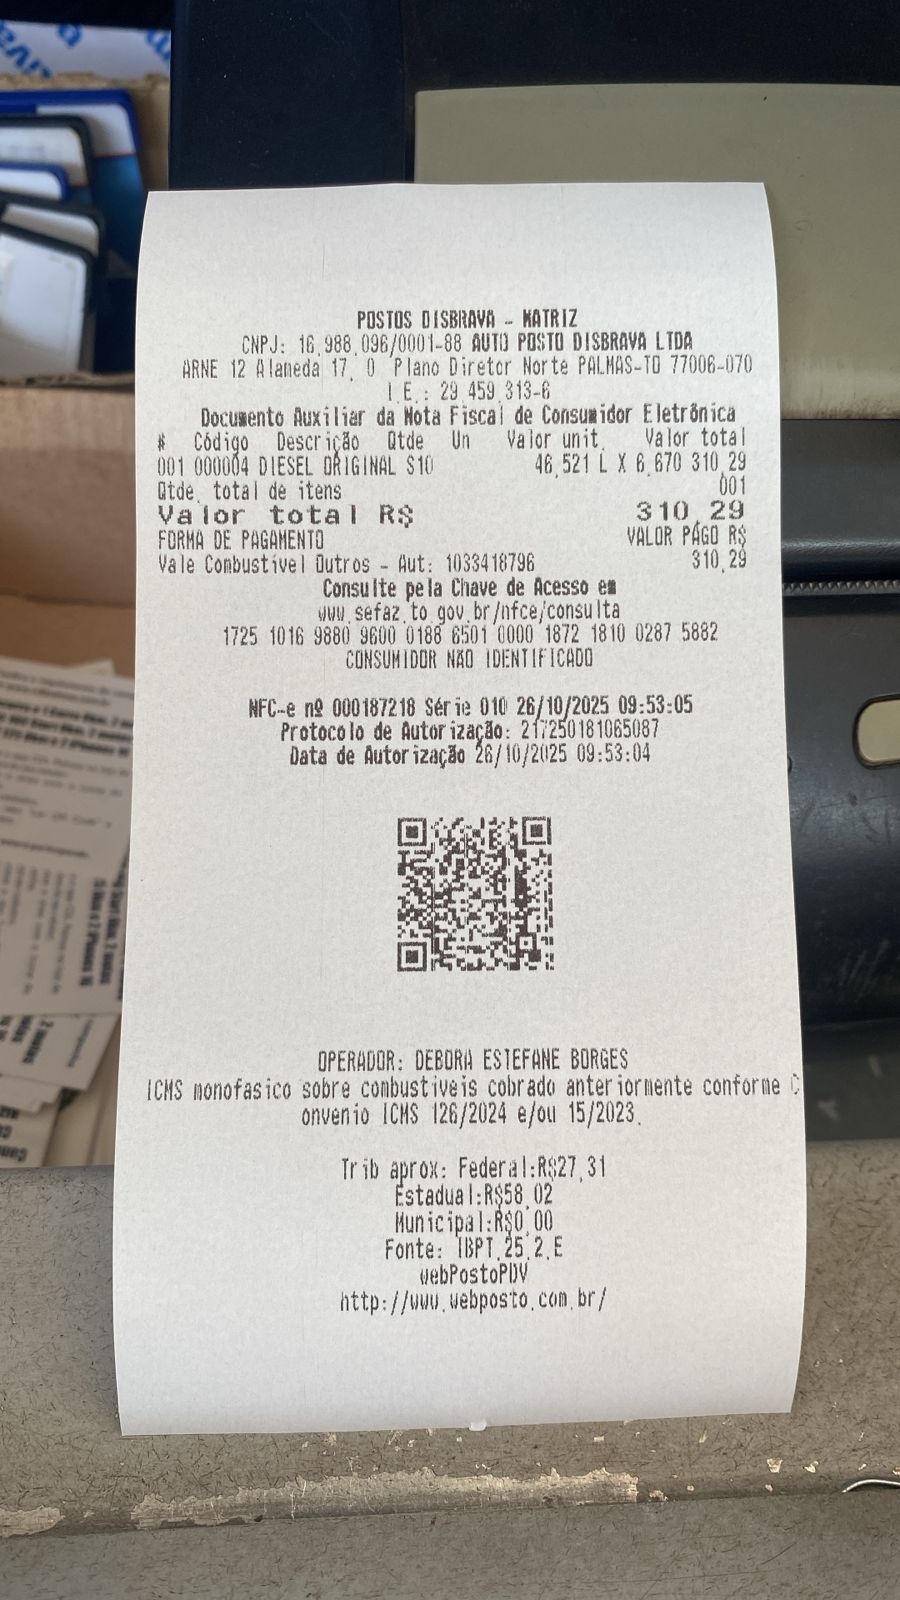 POSTOS DISBRAVA - MATRIZ
CNPJ: 16.988.096/0001-88 AUTO POSTO DISBRAVA LTDA
ARNE 12 Alameda 17, 0 Plano Diretor Norte PALMAS-TO 77006-070
I.E.: 29.459.313-6
Documento Auxiliar da Nota Fiscal de Consumidor Eletrônica
# Código Descrição Qtde Un Valor unit. Valor total
001 000004 DIESEL ORIGINAL S10 46,521 L X 6,670 310,29
Qtde. total de itens 001
Valor total R$ 310,29
FORMA DE PAGAMENTO VALOR PAGO R$
Vale Combustivel Outros - Aut: 1033418796 310,29
Consulte pela Chave de Acesso em
www.sefaz.to.gov.br/nfce/consulta
1725 1016 9880 9600 0188 6501 0000 1872 1810 0287 5882
CONSUMIDOR NÃO IDENTIFICADO
NFC-e nº 000187218 Série 010 26/10/2025 09:53:05
Protocolo de Autorização: 217250181065087
Data de Autorização 26/10/2025 09:53:04
OPERADOR: DEBORA ESTEFANE BORGES
ICMS monofasico sobre combustiveis cobrado anteriormente conforme C
onvenio ICMS 126/2024 e/ou 15/2023.
Trib aprox: Federal:R$27,31
Estadual:R$58,02
Municipal:R$0,00
Fonte: IBPT.25.2.E
webPostoPDV
http://www.webposto.com.br/